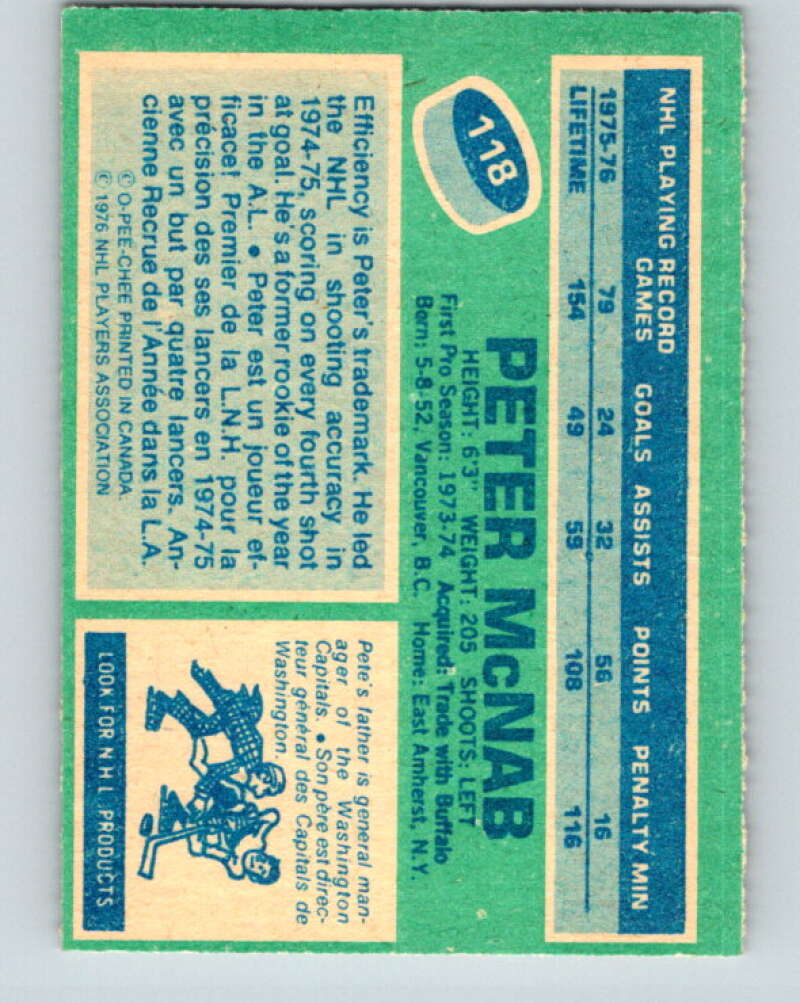 NHL PLAYING RECORD
GAMES GOALS ASSISTS POINTS PENALTY MIN
1975-76 79 24 32 56 16
LIFETIME 154 49 59 108 116
118
PETER McNAB
HEIGHT: 6'3" WEIGHT: 205 SHOOTS: LEFT
First Pro Season: 1973-74 Acquired: Trade with Buffalo
Born: 5-8-52, Vancouver, B.C. Home: East Amherst, N.Y.
Efficiency is Peter's trademark. He led
the NHL in shooting accuracy in
1974-75, scoring on every fourth shot
at goal. He's a former rookie of the year
in the A.L. • Peter est un joueur ef-
ficace! Premier de la L.N.H. pour la
précision des ses lancers en 1974-75
avec un but par quatre lancers. An-
cienne Recrue de l'Année dans la L.A.
© O-PEE-CHEE PRINTED IN CANADA
© 1976 NHL PLAYERS ASSOCIATION
Pete's father is general man-
ager of the Washington
Capitals. • Son père est direc-
teur général des Capitals de
Washington.
LOOK FOR NHL PRODUCTS